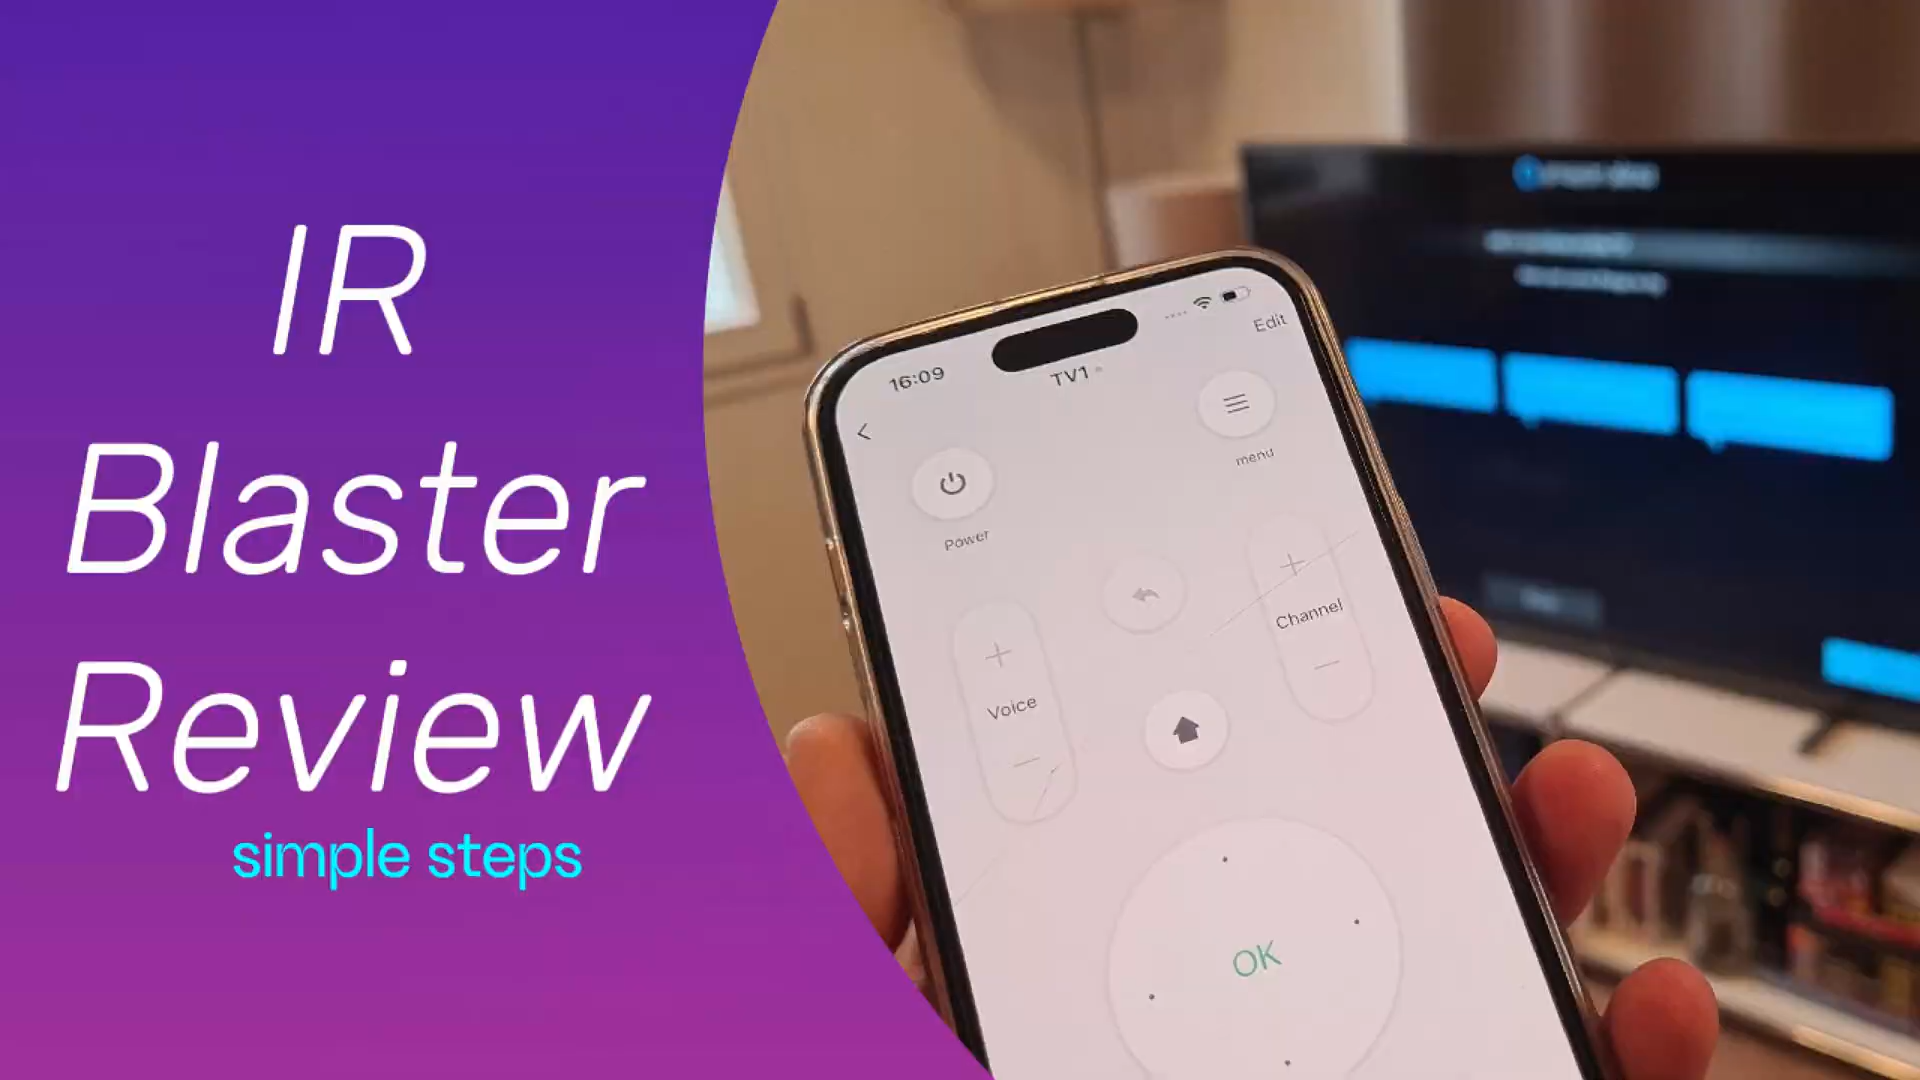 IR
Blaster
Review
simple steps
16:09
Edit
TV1
menu
Power
Channel
Voice
OK